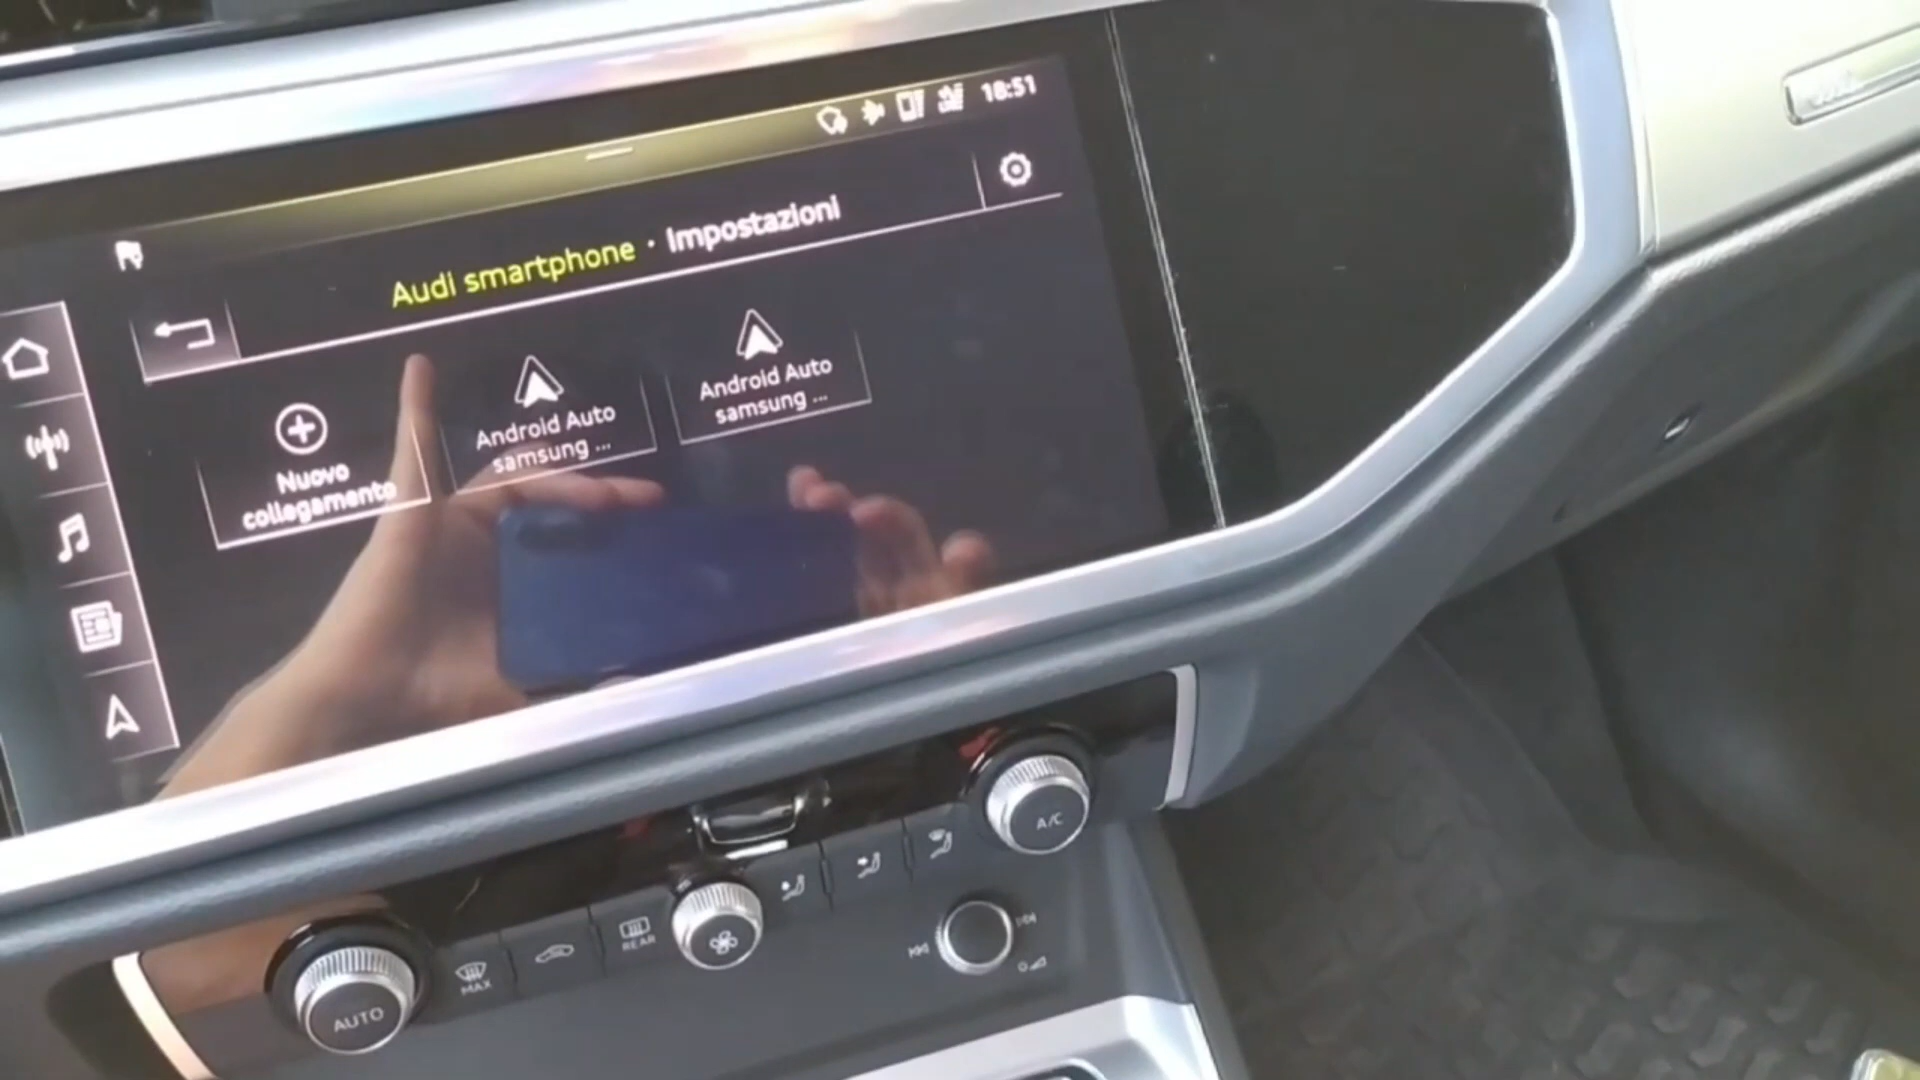 18:51
Audi smartphone · Impostazioni
Nuovo
collegamento
Android Auto
samsung ...
Android Auto
samsung ...
AUTO
MAX
REAR
A/C